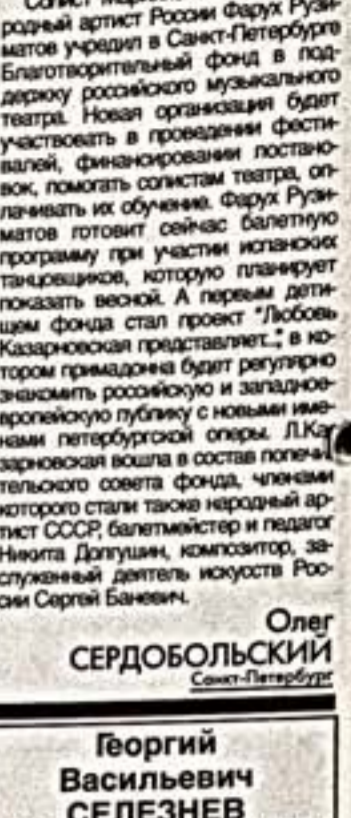 Солист
родный артист России Фарух Рузи-
матов учредил в Санкт-Петербурге
Благотворительный фонд в под-
держку российского музыкального
театра. Новая организация будет
участвовать в проведении фести-
валей, финансировании постано-
вок, помогать солистам театра, оп-
лачивать их обучение. Фарух Рузи-
матов готовит сейчас балетную
программу при участии испанских
танцовщиков, которую планирует
показать весной. А первым дети-
щем фонда стал проект "Любовь
Казарновская представляет...", в ко-
тором примадонна будет регулярно
знакомить российскую и западное-
вропейскую публику с новыми име-
нами петербургской оперы. Л.Ка-
зарновская вошла в состав попечи-
тельского совета фонда, членами
которого стали также народный ар-
тист СССР, балетмейстер и педагог
Никита Долгушин, композитор, за-
служенный деятель искусств Рос-
сии Сергей Баневич.
Олег
СЕРДОБОЛЬСКИЙ
Санкт-Петербург
Георгий
Васильевич
СЕЛЕЗНЕВ